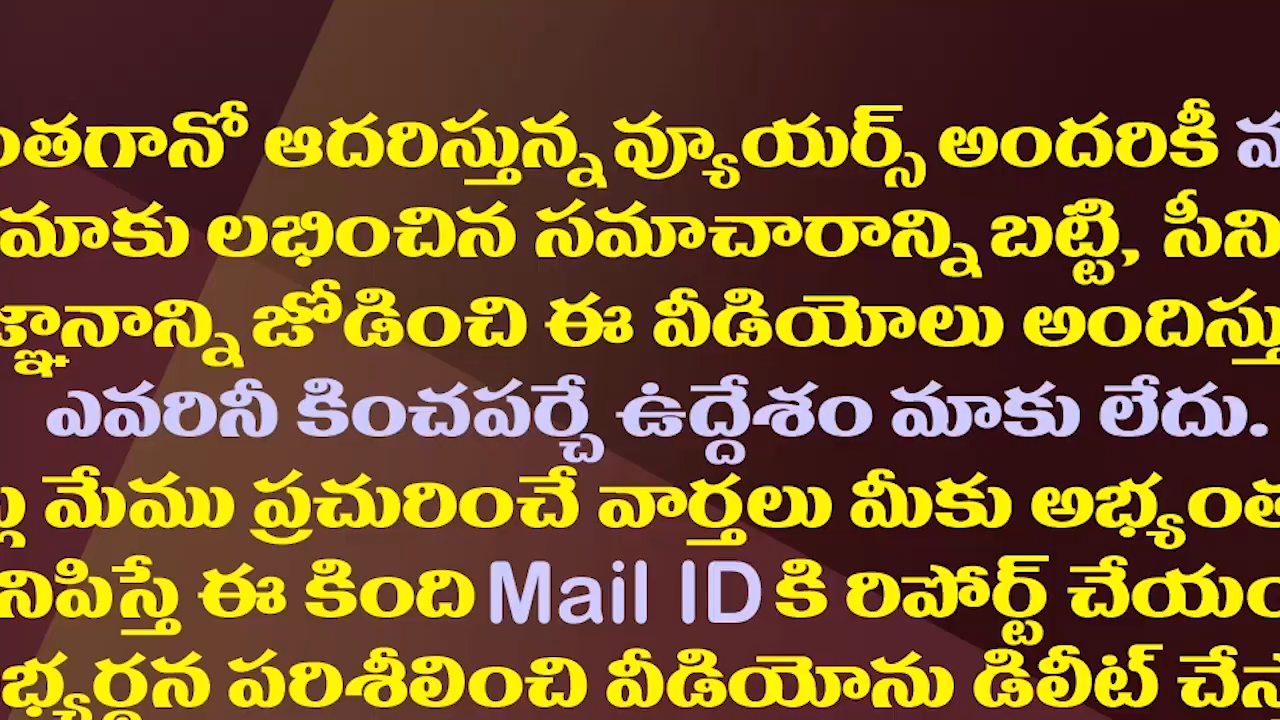 ంతగానో ఆదరిస్తున్న వ్యూయర్స్ అందరికీ
మాకు లభించిన సమాచారాన్ని బట్టి, సీని
జ్ఞానాన్ని జోడించి ఈ వీడియోలు అందిస్తు
ఎవరినీ కించపర్చే ఉద్దేశం మాకు లేదు.
మేము ప్రచురించే వార్తలు మీకు అభ్యంత
నిపిస్తే ఈ కింది Mail ID కి రిపోర్ట్ చేయం
భ్యర్థన పరిశీలించి వీడియోను డిలీట్ చేస